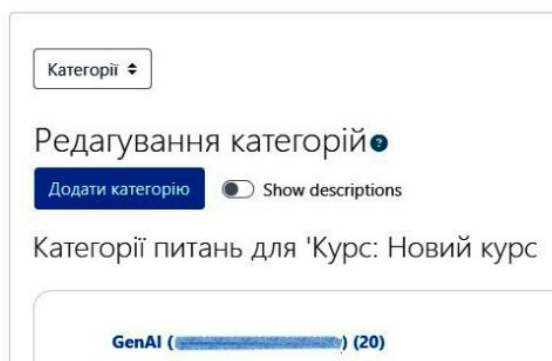 Категорії
Редагування категорій
Додати категорію Show descriptions
Категорії питань для 'Курс: Новий курс
GenAI () (20)